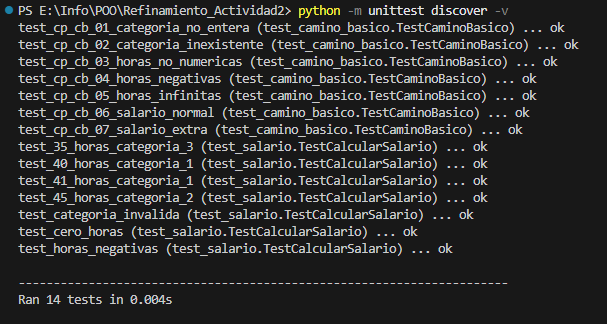 PS E:\Info\POO\Refinamiento_Actividad2> python -m unittest discover -v
test_cp_cb_01_categoria_no_entera (test_camino_basico.TestCaminoBasico) ... ok
test_cp_cb_02_categoria_inexistente (test_camino_basico.TestCaminoBasico) ... ok
test_cp_cb_03_horas_no_numericas (test_camino_basico.TestCaminoBasico) ... ok
test_cp_cb_04_horas_negativas (test_camino_basico.TestCaminoBasico) ... ok
test_cp_cb_05_horas_infinitas (test_camino_basico.TestCaminoBasico) ... ok
test_cp_cb_06_salario_normal (test_camino_basico.TestCaminoBasico) ... ok
test_cp_cb_07_salario_extra (test_camino_basico.TestCaminoBasico) ... ok
test_35_horas_categoria_3 (test_salario.TestCalcularSalario) ... ok
test_40_horas_categoria_1 (test_salario.TestCalcularSalario) ... ok
test_41_horas_categoria_1 (test_salario.TestCalcularSalario) ... ok
test_45_horas_categoria_2 (test_salario.TestCalcularSalario) ... ok
test_categoria_invalida (test_salario.TestCalcularSalario) ... ok
test_cero_horas (test_salario.TestCalcularSalario) ... ok
test_horas_negativas (test_salario.TestCalcularSalario) ... ok
----------------------------------------------------------------------
Ran 14 tests in 0.004s